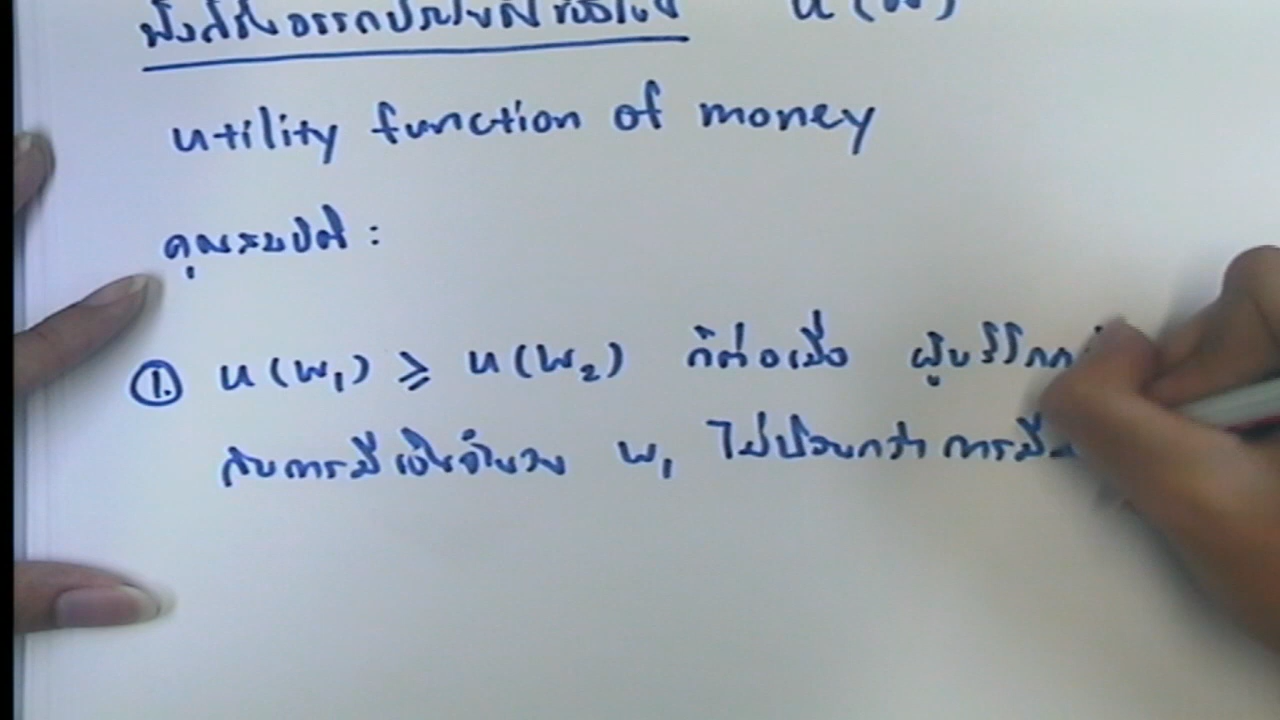 ฟังก์ชันอรรถประโยชน์ของเงิน u(w)
utility function of money
คุณสมบัติ :
①. u(w₁) ≥ u(w₂) ก็ต่อเมื่อ ผู้บริโภค
กับการมีเงินจำนวน w₁ ไม่น้อยกว่า การมี